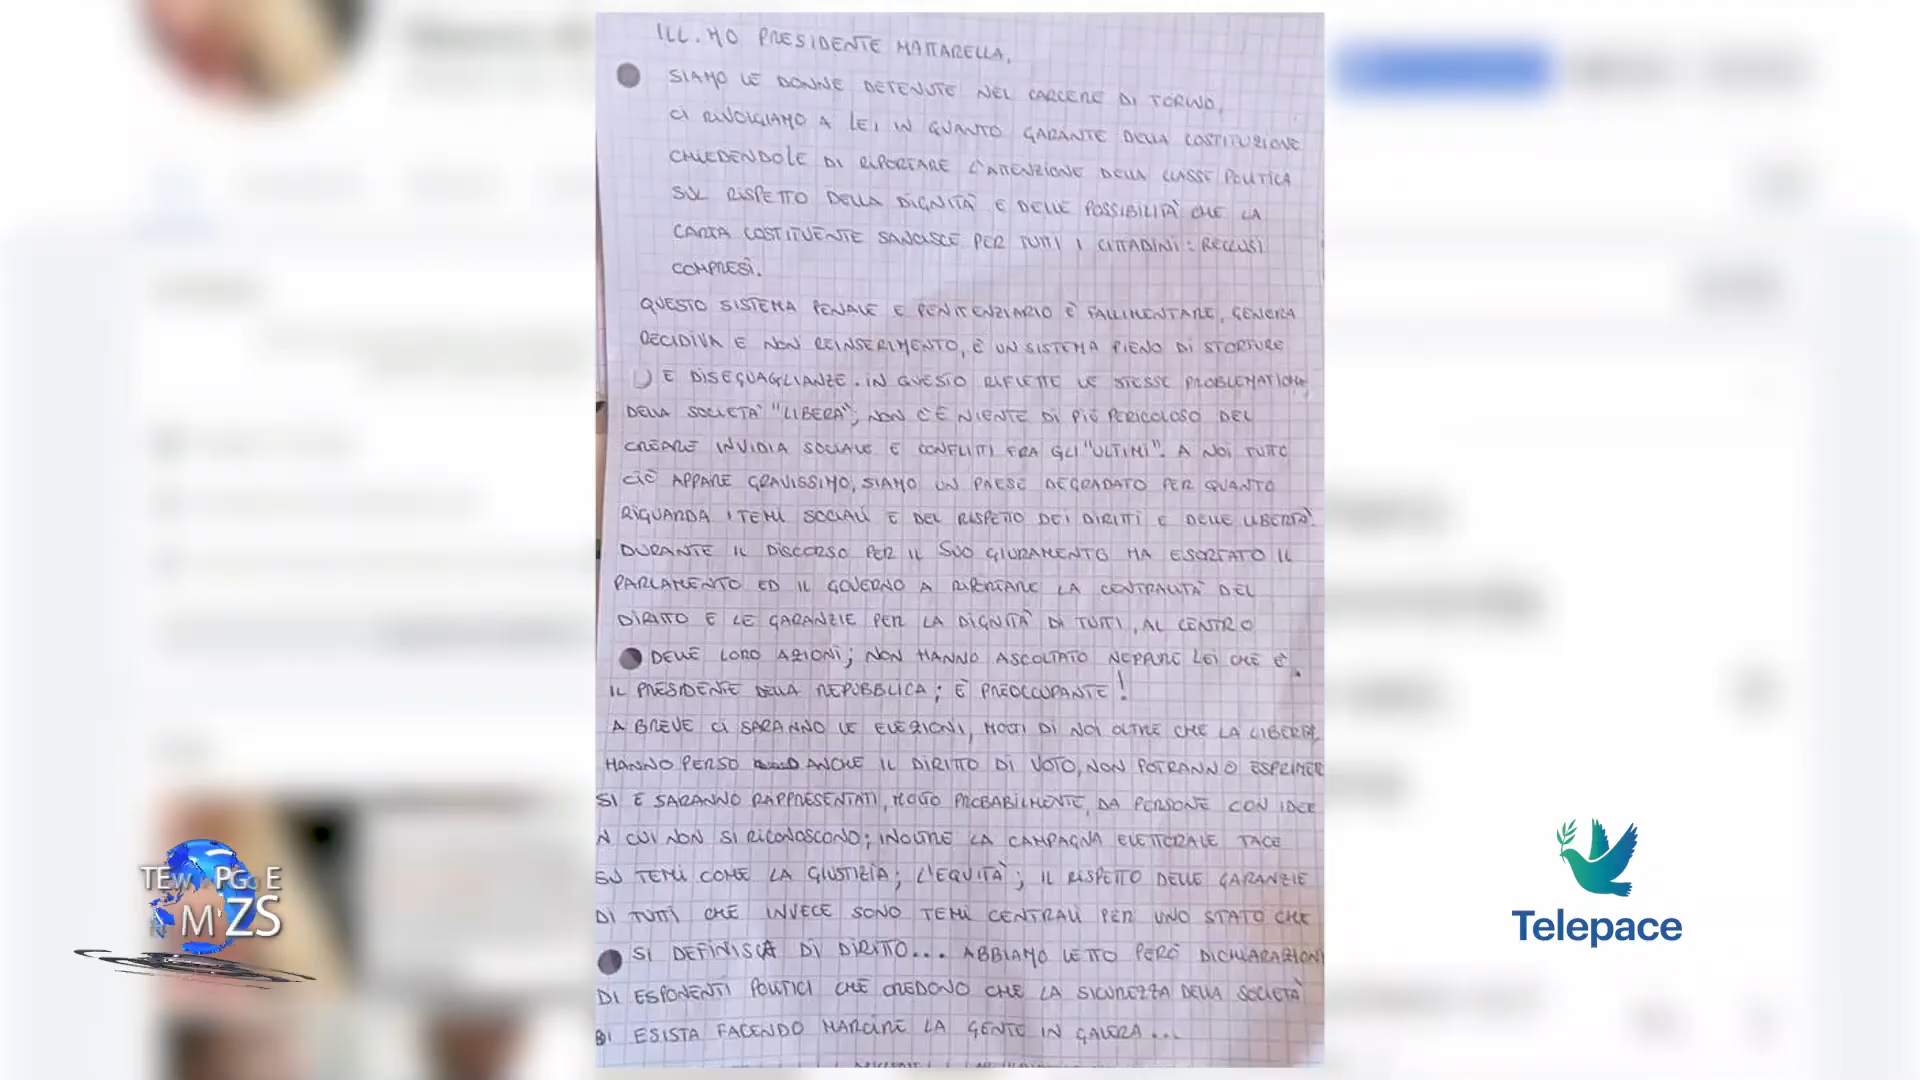 ILL.MO PRESIDENTE MATTARELLA,
SIAMO LE DONNE DETENUTE NEL CARCERE DI TORINO,
CI RIVOLGIAMO A LEI IN QUANTO GARANTE DELLA COSTITUZIONE
CHIEDENDOLE DI RIPORTARE L'ATTENZIONE DELLA CLASSE POLITICA
SUL RISPETTO DELLA DIGNITÀ E DELLE POSSIBILITÀ CHE LA
CARTA COSTITUENTE SANCISCE PER TUTTI I CITTADINI: RECLUSI
COMPRESI.
QUESTO SISTEMA PENALE E PENITENZIARIO È FALLIMENTARE, GENERA
RECIDIVA E NON REINSERIMENTO, È UN SISTEMA PIENO DI STORTURE
E DISEGUAGLIANZE. IN QUESTO RIFLETTE LE STESSE PROBLEMATICHE
DELLA SOCIETÀ "LIBERA"; NON C'È NIENTE DI PIÙ PERICOLOSO DEL
CREARE INVIDIA SOCIALE E CONFLITTI FRA GLI "ULTIMI". A NOI TUTTO
CIÒ APPARE GRAVISSIMO, SIAMO UN PAESE DEGRADATO PER QUANTO
RIGUARDA I TEMI SOCIALI E DEL RISPETTO DEI DIRITTI E DELLE LIBERTÀ.
DURANTE IL DISCORSO PER IL SUO GIURAMENTO HA ESORTATO IL
PARLAMENTO ED IL GOVERNO A RIPORTARE LA CENTRALITÀ DEL
DIRITTO E LE GARANZIE PER LA DIGNITÀ DI TUTTI, AL CENTRO
DELLE LORO AZIONI; NON HANNO ASCOLTATO NEPPURE LEI CHE È
IL PRESIDENTE DELLA REPUBBLICA; È PREOCCUPANTE!
A BREVE CI SARANNO LE ELEZIONI, MOLTI DI NOI OLTRE CHE LA LIBERTÀ
HANNO PERSO ANCHE IL DIRITTO DI VOTO, NON POTRANNO ESPRIMER
SI E SARANNO RAPPRESENTATI, MOLTO PROBABILMENTE, DA PERSONE CON IDEE
N CUI NON SI RICONOSCONO; INOLTRE LA CAMPAGNA ELETTORALE TACE
SU TEMI COME LA GIUSTIZIA; L'EQUITÀ; IL RISPETTO DELLE GARANZIE
DI TUTTI CHE INVECE SONO TEMI CENTRALI PER UNO STATO CHE
SI DEFINISCA DI DIRITTO... ABBIAMO LETTO PERÒ DICHIARAZIONI
DI ESPONENTI POLITICI CHE CREDONO CHE LA SICUREZZA DELLA SOCIETÀ
ESISTA FACENDO MARCIRE LA GENTE IN GALERA...
Telepace